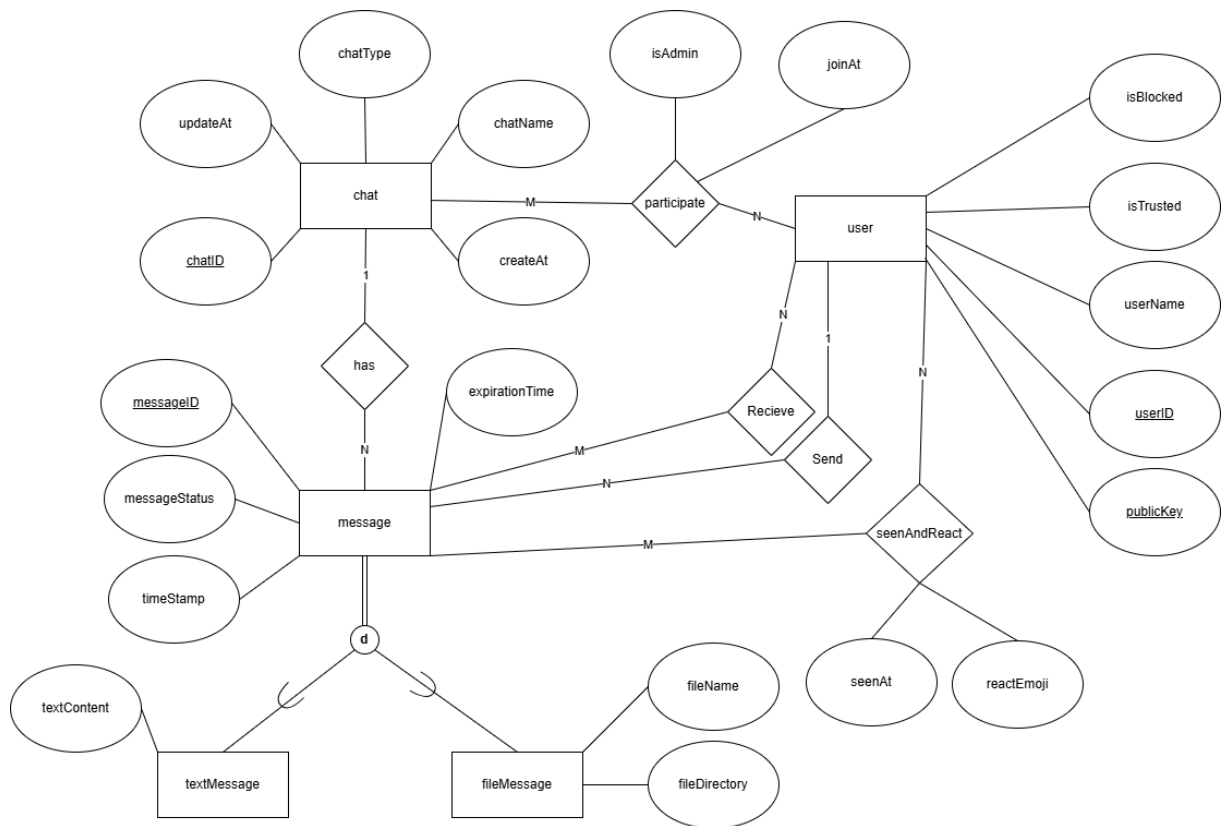 chatType
isAdmin
joinAt
isBlocked
updateAt
chatName
chat
M
participate
N
user
isTrusted
chatID
createAt
userName
1
N
1
N
has
expirationTime
Recieve
userID
messageID
M
N
Send
messageStatus
N
publicKey
message
M
seenAndReact
timeStamp
d
textContent
fileName
seenAt
reactEmoji
textMessage
fileMessage
fileDirectory